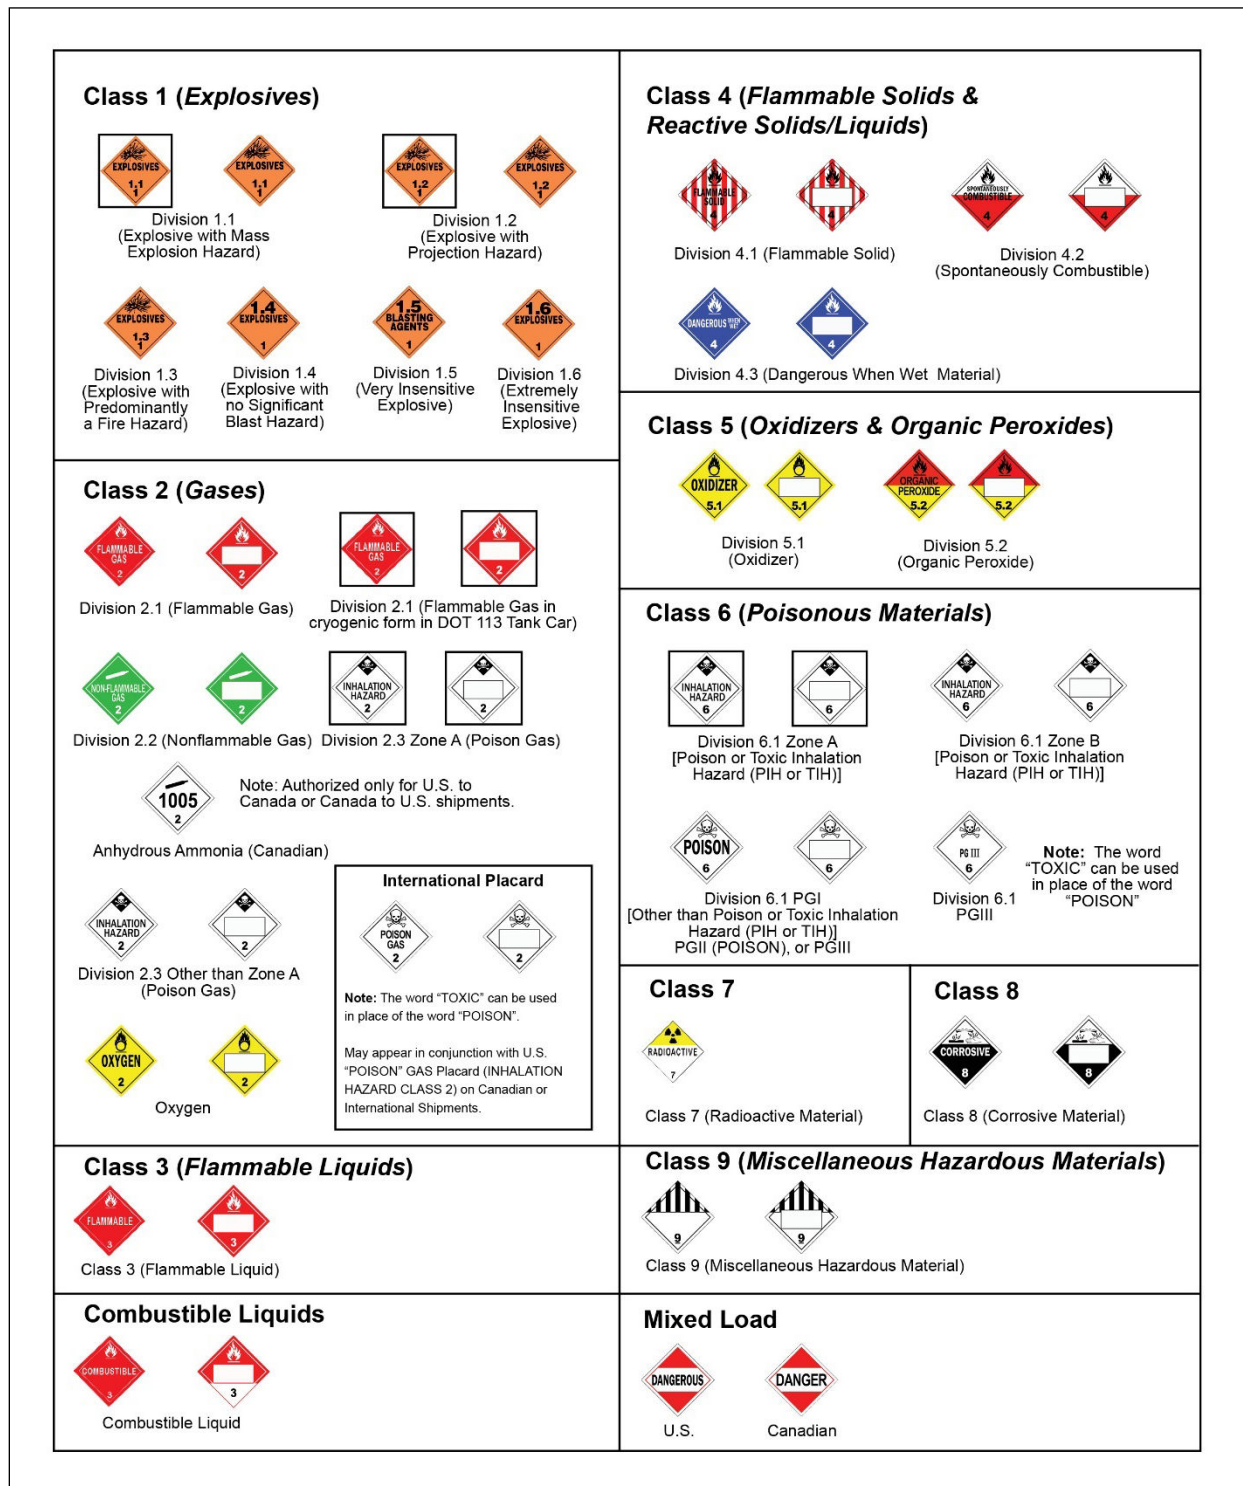 Class 1 (Explosives)
EXPLOSIVES
1.1
1
EXPLOSIVES
1.1
1
Division 1.1
(Explosive with Mass
Explosion Hazard)
EXPLOSIVES
1.2
1
EXPLOSIVES
1.2
1
Division 1.2
(Explosive with
Projection Hazard)
EXPLOSIVES
1.3
1
Division 1.3
(Explosive with
Predominantly
a Fire Hazard)
1.4
EXPLOSIVES
1
Division 1.4
(Explosive with
no Significant
Blast Hazard)
1.5
BLASTING
AGENTS
1
Division 1.5
(Very Insensitive
Explosive)
1.6
EXPLOSIVES
1
Division 1.6
(Extremely
Insensitive
Explosive)
Class 2 (Gases)
FLAMMABLE
GAS
2
2
Division 2.1 (Flammable Gas)
FLAMMABLE
GAS
2
2
Division 2.1 (Flammable Gas in
cryogenic form in DOT 113 Tank Car)
NON-FLAMMABLE
GAS
2
2
Division 2.2 (Nonflammable Gas)
INHALATION
HAZARD
2
2
Division 2.3 Zone A (Poison Gas)
1005
2
Note: Authorized only for U.S. to
Canada or Canada to U.S. shipments.
Anhydrous Ammonia (Canadian)
INHALATION
HAZARD
2
2
Division 2.3 Other than Zone A
(Poison Gas)
OXYGEN
2
2
Oxygen
International Placard
POISON
GAS
2
2
Note: The word “TOXIC” can be used
in place of the word “POISON”.
May appear in conjunction with U.S.
“POISON” GAS Placard (INHALATION
HAZARD CLASS 2) on Canadian or
International Shipments.
Class 3 (Flammable Liquids)
FLAMMABLE
3
3
Class 3 (Flammable Liquid)
Combustible Liquids
COMBUSTIBLE
3
3
Combustible Liquid
Class 4 (Flammable Solids &
Reactive Solids/Liquids)
FLAMMABLE
SOLID
4
4
Division 4.1 (Flammable Solid)
SPONTANEOUSLY
COMBUSTIBLE
4
4
Division 4.2
(Spontaneously Combustible)
DANGEROUS WHEN WET
4
4
Division 4.3 (Dangerous When Wet Material)
Class 5 (Oxidizers & Organic Peroxides)
OXIDIZER
5.1
5.1
Division 5.1
(Oxidizer)
ORGANIC
PEROXIDE
5.2
5.2
Division 5.2
(Organic Peroxide)
Class 6 (Poisonous Materials)
INHALATION
HAZARD
6
6
Division 6.1 Zone A
[Poison or Toxic Inhalation
Hazard (PIH or TIH)]
INHALATION
HAZARD
6
6
Division 6.1 Zone B
[Poison or Toxic Inhalation
Hazard (PIH or TIH)]
POISON
6
6
Division 6.1 PGI
[Other than Poison or Toxic Inhalation
Hazard (PIH or TIH)]
PGII (POISON), or PGIII
PG III
6
Division 6.1
PGIII
Note: The word
“TOXIC” can be used
in place of the word
“POISON”
Class 7
RADIOACTIVE
7
Class 7 (Radioactive Material)
Class 8
CORROSIVE
8
8
Class 8 (Corrosive Material)
Class 9 (Miscellaneous Hazardous Materials)
9
9
Class 9 (Miscellaneous Hazardous Material)
Mixed Load
DANGEROUS
U.S.
DANGER
Canadian